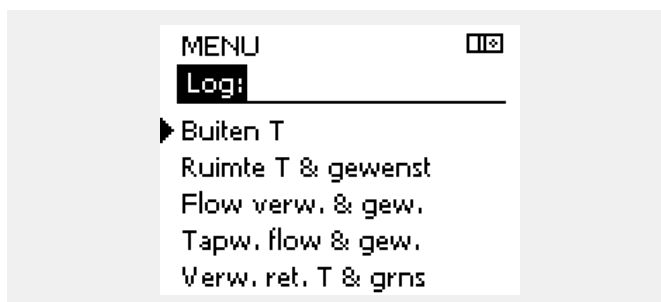 MENU
Log:
Buiten T
Ruimte T & gewenst
Flow verw. & gew.
Tapw. flow & gew.
Verw. ret. T & grns